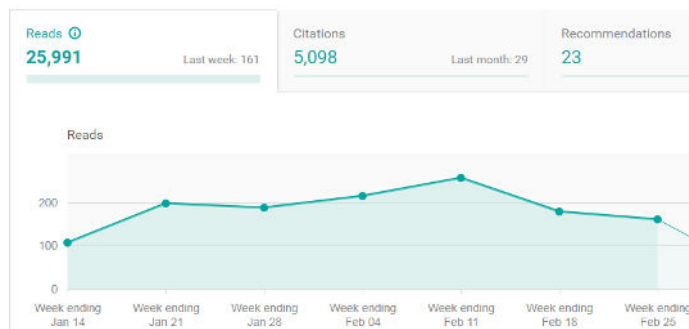 Reads
25,991
Last week: 161
Citations
5,098
Last month: 29
Recommendations
23
Reads
200
100
0
Week ending
Jan 14
Week ending
Jan 21
Week ending
Jan 28
Week ending
Feb 04
Week ending
Feb 11
Week ending
Feb 18
Week ending
Feb 25